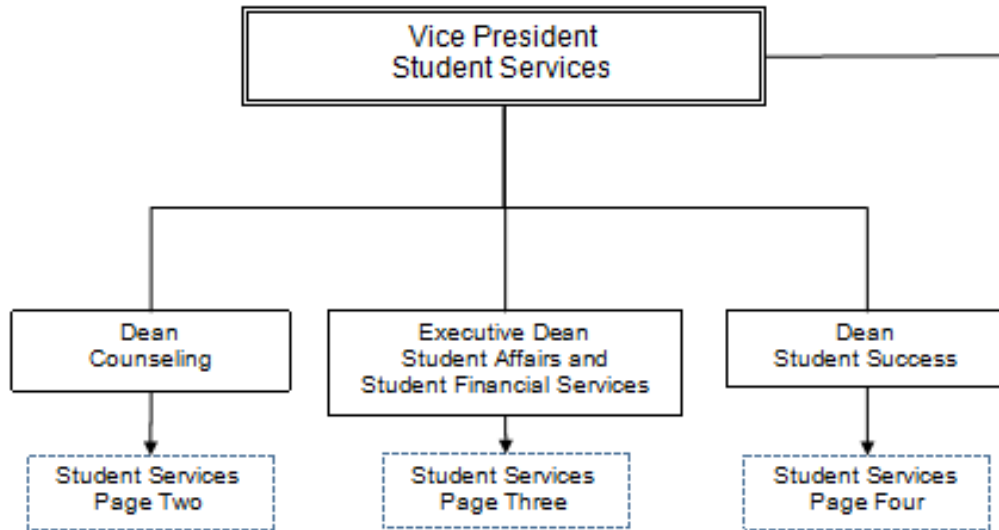 Vice President
Student Services
Dean
Counseling
Executive Dean
Student Affairs and
Student Financial Services
Dean
Student Success
Student Services
Page Two
Student Services
Page Three
Student Services
Page Four